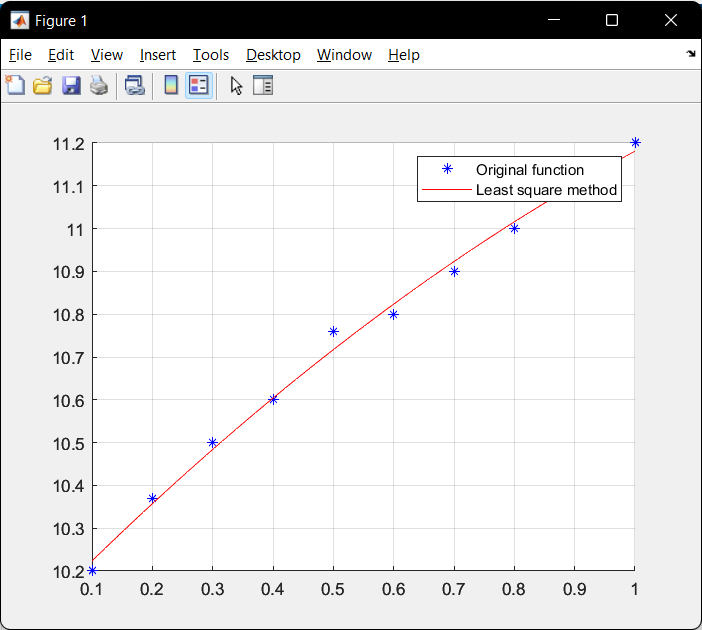 Figure 1
File Edit View Insert Tools Desktop Window Help
11.2
11.1
11
10.9
10.8
10.7
10.6
10.5
10.4
10.3
10.2
Original function
Least square method
0.1 0.2 0.3 0.4 0.5 0.6 0.7 0.8 0.9 1